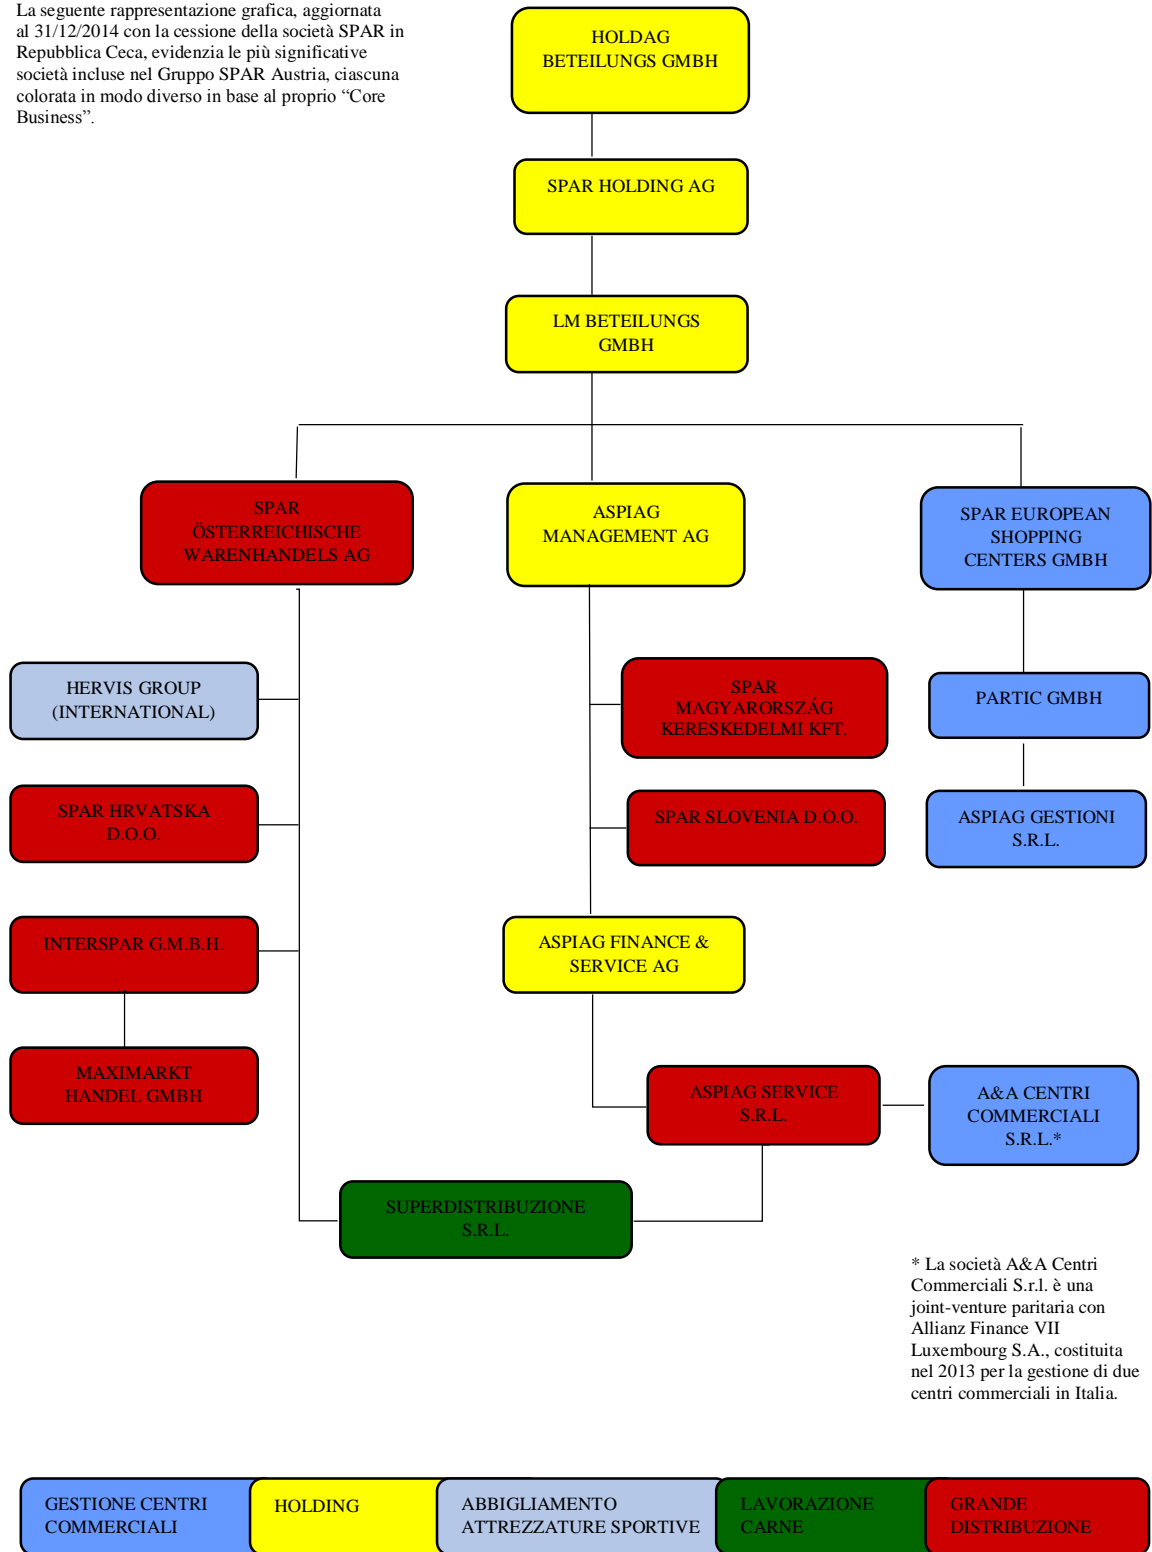 La seguente rappresentazione grafica, aggiornata
al 31/12/2014 con la cessione della società SPAR in
Repubblica Ceca, evidenzia le più significative
società incluse nel Gruppo SPAR Austria, ciascuna
colorata in modo diverso in base al proprio “Core
Business”.
HOLDAG
BETEILUNGS GMBH
SPAR HOLDING AG
LM BETEILUNGS
GMBH
SPAR
ÖSTERREICHISCHE
WARENHANDELS AG
ASPIAG
MANAGEMENT AG
SPAR EUROPEAN
SHOPPING
CENTERS GMBH
HERVIS GROUP
(INTERNATIONAL)
SPAR
MAGYARORSZÁG
KERESKEDELMI KFT.
PARTIC GMBH
SPAR HRVATSKA
D.O.O.
SPAR SLOVENIA D.O.O.
ASPIAG GESTIONI
S.R.L.
INTERSPAR G.M.B.H.
ASPIAG FINANCE &
SERVICE AG
MAXIMARKT
HANDEL GMBH
ASPIAG SERVICE
S.R.L.
A&A CENTRI
COMMERCIALI
S.R.L.*
SUPERDISTRIBUZIONE
S.R.L.
* La società A&A Centri
Commerciali S.r.l. è una
joint-venture paritaria con
Allianz Finance VII
Luxembourg S.A., costituita
nel 2013 per la gestione di due
centri commerciali in Italia.
GESTIONE CENTRI
COMMERCIALI
HOLDING
ABBIGLIAMENTO
ATTREZZATURE SPORTIVE
LAVORAZIONE
CARNE
GRANDE
DISTRIBUZIONE